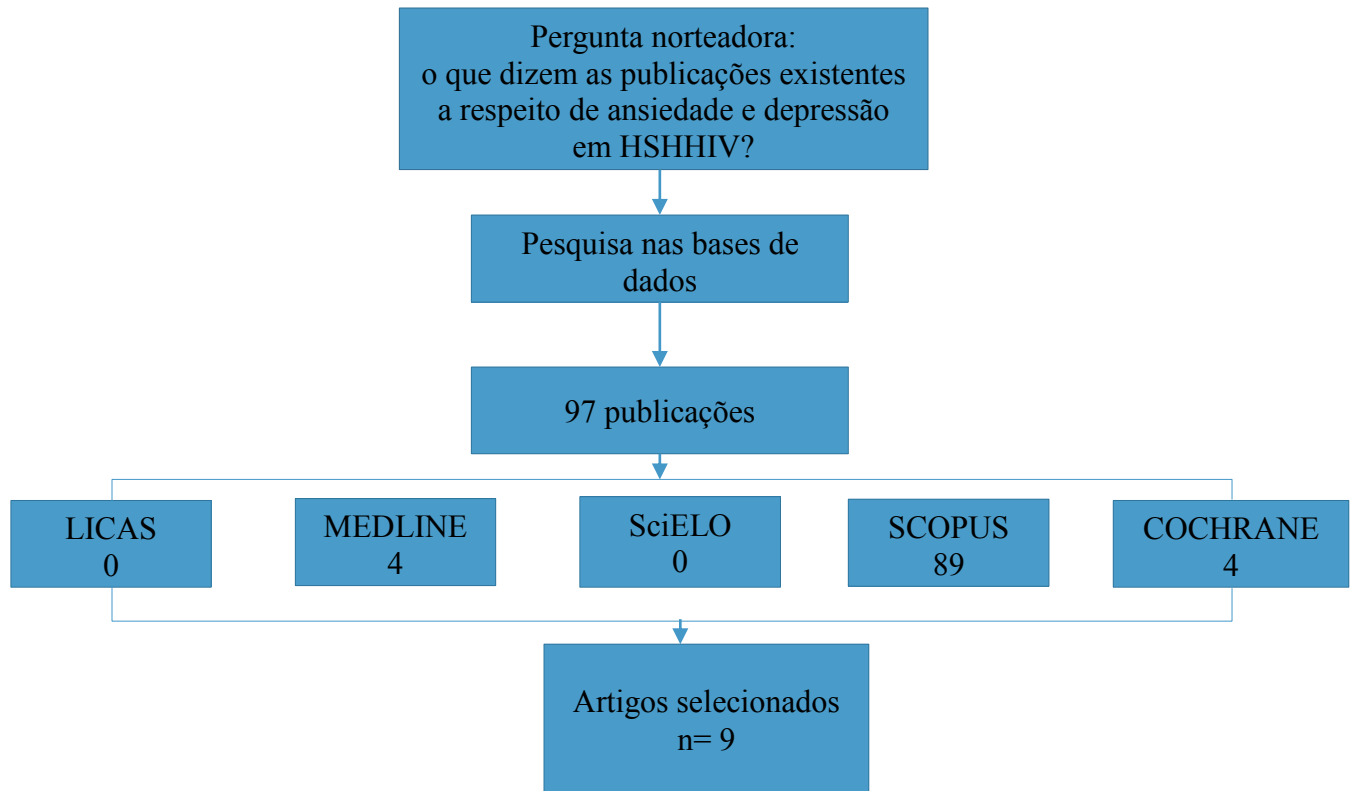 Pergunta norteadora:
o que dizem as publicações existentes
a respeito de ansiedade e depressão
em HSHHIV?
Pesquisa nas bases de
dados
97 publicações
LICAS
0
MEDLINE
4
SciELO
0
SCOPUS
89
COCHRANE
4
Artigos selecionados
n= 9